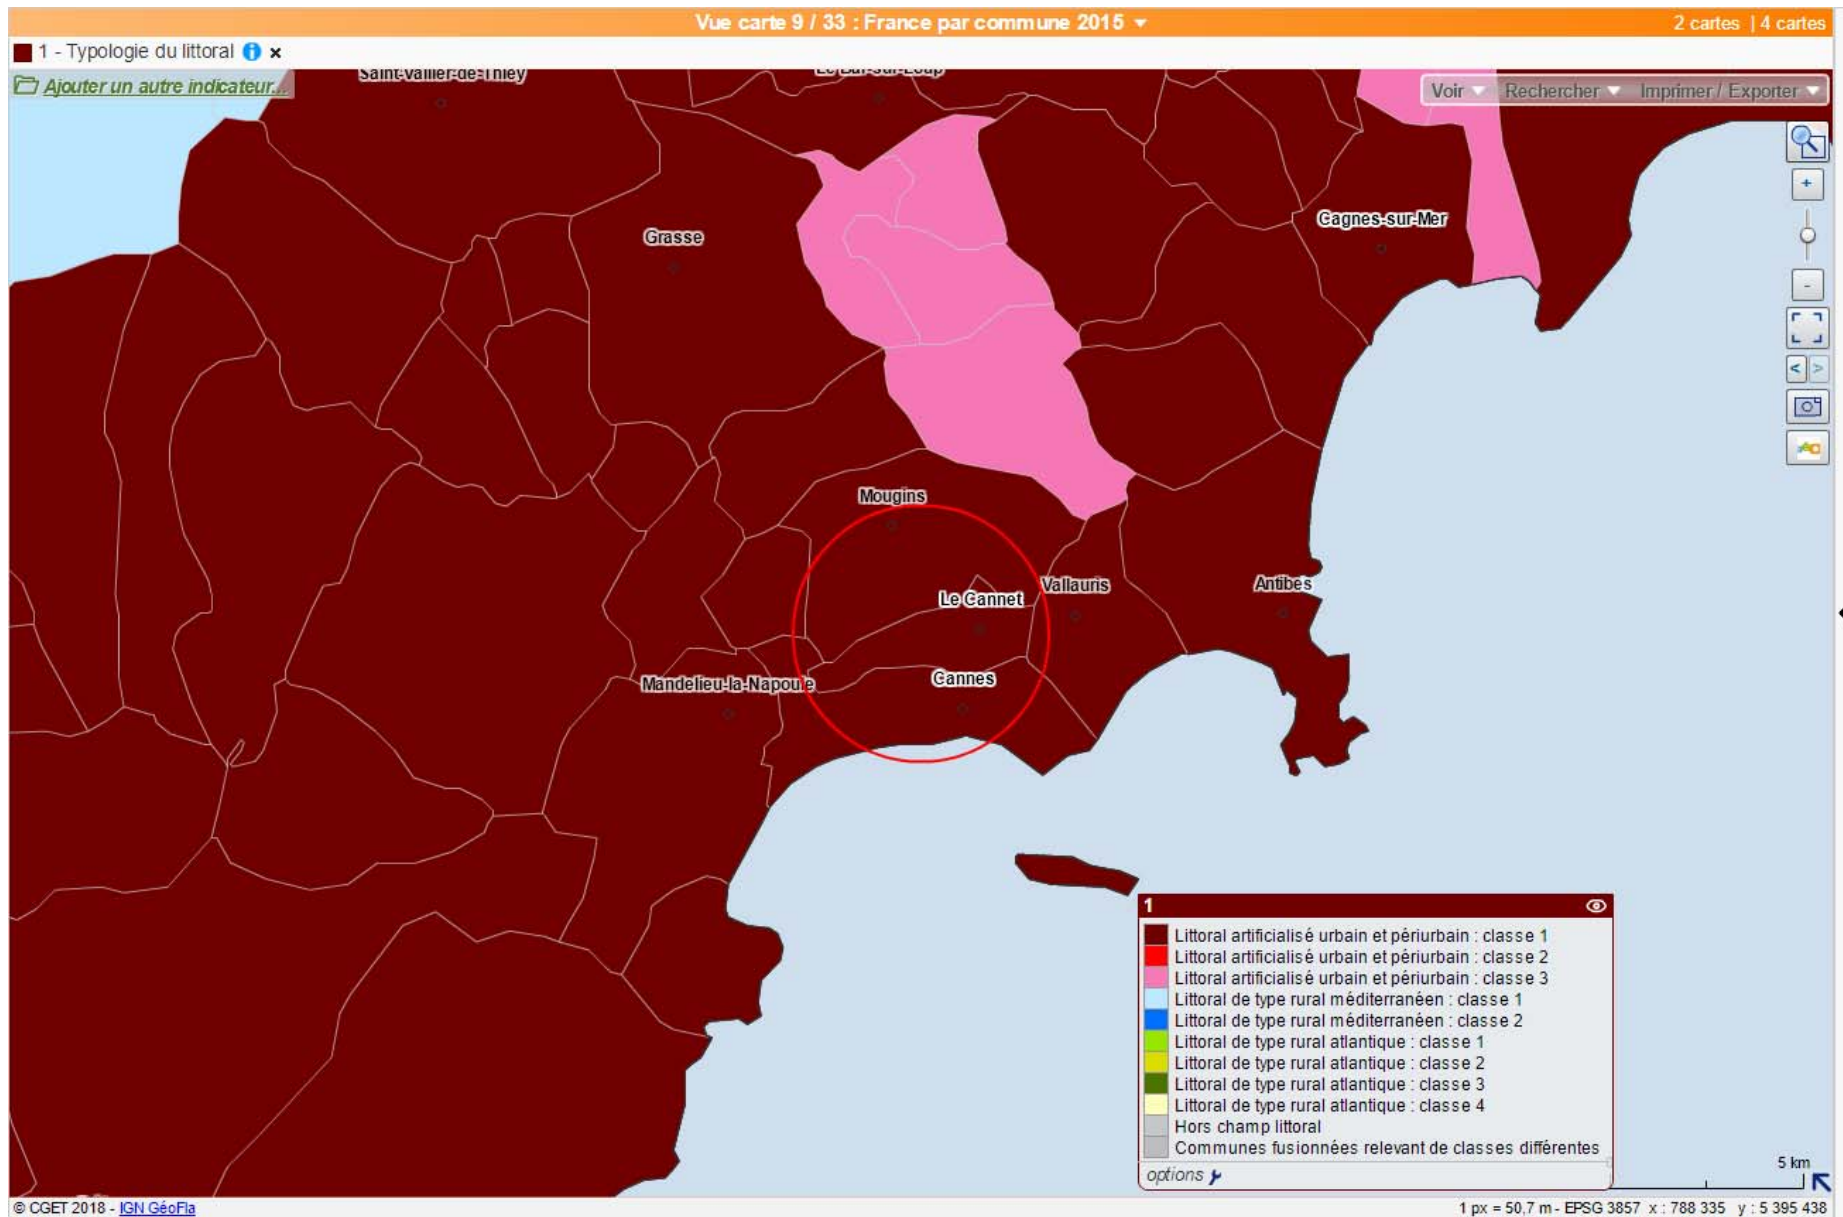 Vue carte 9 / 33 : France par commune 2015
2 cartes | 4 cartes
1 - Typologie du littoral
Ajouter un autre indicateur...
Voir
Rechercher
Imprimer / Exporter
Saint-Vallier-de-Thiey
Le Bar-sur-Loup
Cagnes-sur-Mer
Grasse
Mougins
Le Cannet
Vallauris
Antibes
Mandelieu-la-Napoule
Cannes
+
-
< >
1
Littoral artificialisé urbain et périurbain : classe 1
Littoral artificialisé urbain et périurbain : classe 2
Littoral artificialisé urbain et périurbain : classe 3
Littoral de type rural méditerranéen : classe 1
Littoral de type rural méditerranéen : classe 2
Littoral de type rural atlantique : classe 1
Littoral de type rural atlantique : classe 2
Littoral de type rural atlantique : classe 3
Littoral de type rural atlantique : classe 4
Hors champ littoral
Communes fusionnées relevant de classes différentes
options
5 km
© CGET 2018 - IGN GéoFla
1 px = 50,7 m - EPSG 3857 x : 788 335 y : 5 395 438